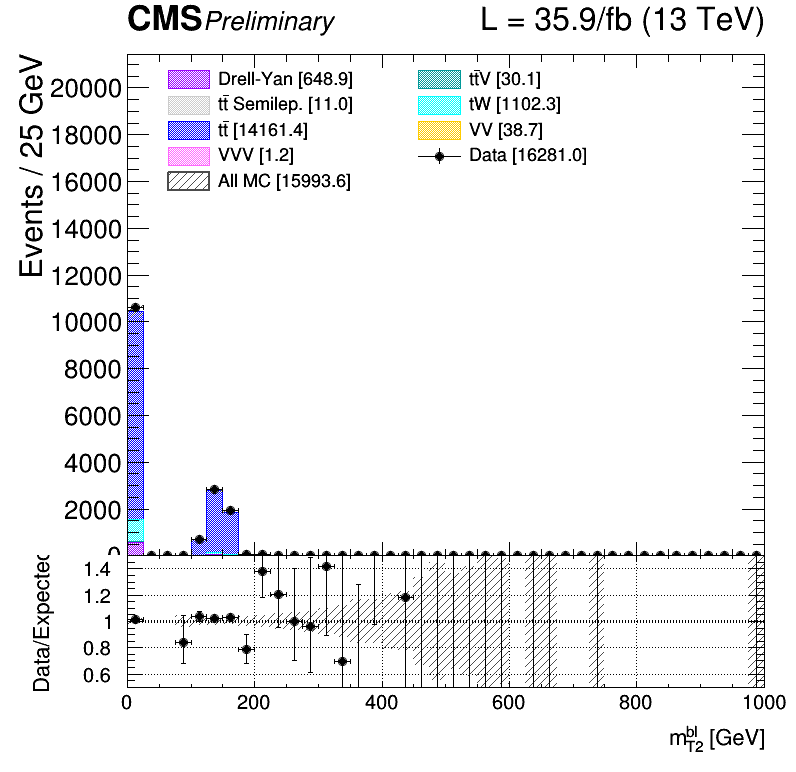 CMS Preliminary L = 35.9/fb (13 TeV)
Events / 25 GeV
Drell-Yan [648.9]
tt̄ Semilep. [11.0]
tt̄ [14161.4]
VVV [1.2]
All MC [15993.6]
tt̄V [30.1]
tW [1102.3]
VV [38.7]
Data [16281.0]
20000
18000
16000
14000
12000
10000
8000
6000
4000
2000
0
Data/Expected
1.4
1.2
1
0.8
0.6
0 200 400 600 800 1000
m_T2^bl [GeV]